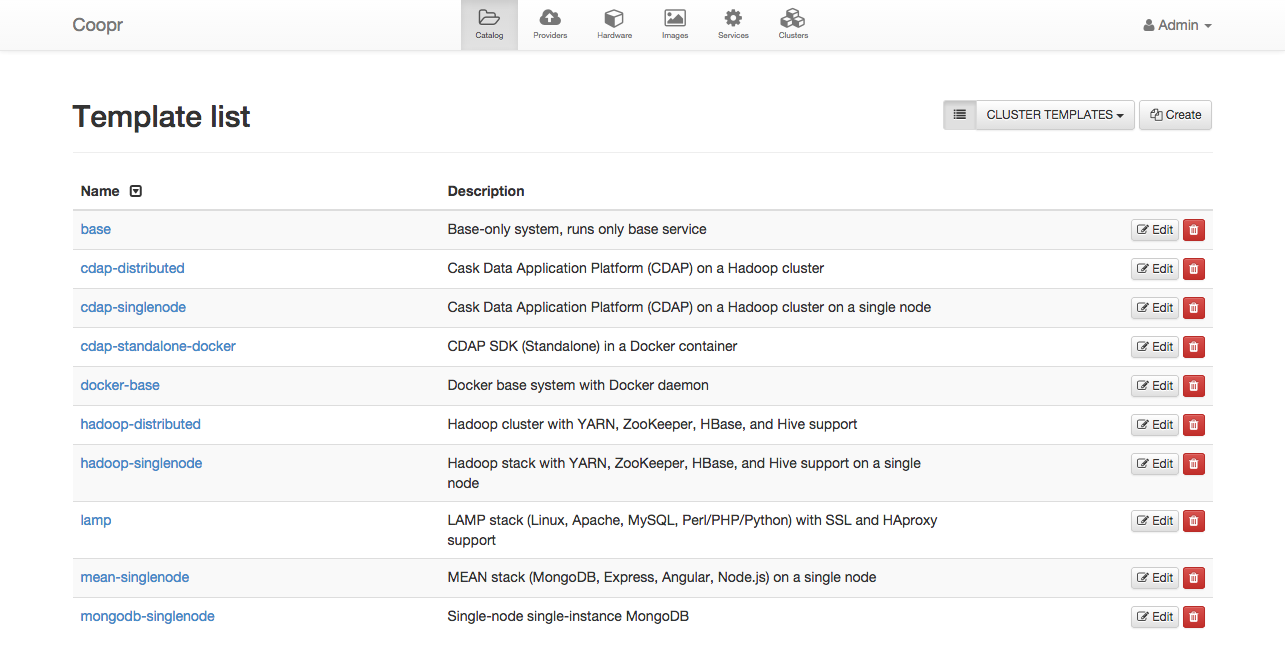 Coopr
Catalog
Providers
Hardware
Images
Services
Clusters
Admin
Template list
CLUSTER TEMPLATES
Create
Name
Description
base
Base-only system, runs only base service
Edit
cdap-distributed
Cask Data Application Platform (CDAP) on a Hadoop cluster
Edit
cdap-singlenode
Cask Data Application Platform (CDAP) on a Hadoop cluster on a single node
Edit
cdap-standalone-docker
CDAP SDK (Standalone) in a Docker container
Edit
docker-base
Docker base system with Docker daemon
Edit
hadoop-distributed
Hadoop cluster with YARN, ZooKeeper, HBase, and Hive support
Edit
hadoop-singlenode
Hadoop stack with YARN, ZooKeeper, HBase, and Hive support on a single
node
Edit
lamp
LAMP stack (Linux, Apache, MySQL, Perl/PHP/Python) with SSL and HAproxy
support
Edit
mean-singlenode
MEAN stack (MongoDB, Express, Angular, Node.js) on a single node
Edit
mongodb-singlenode
Single-node single-instance MongoDB
Edit